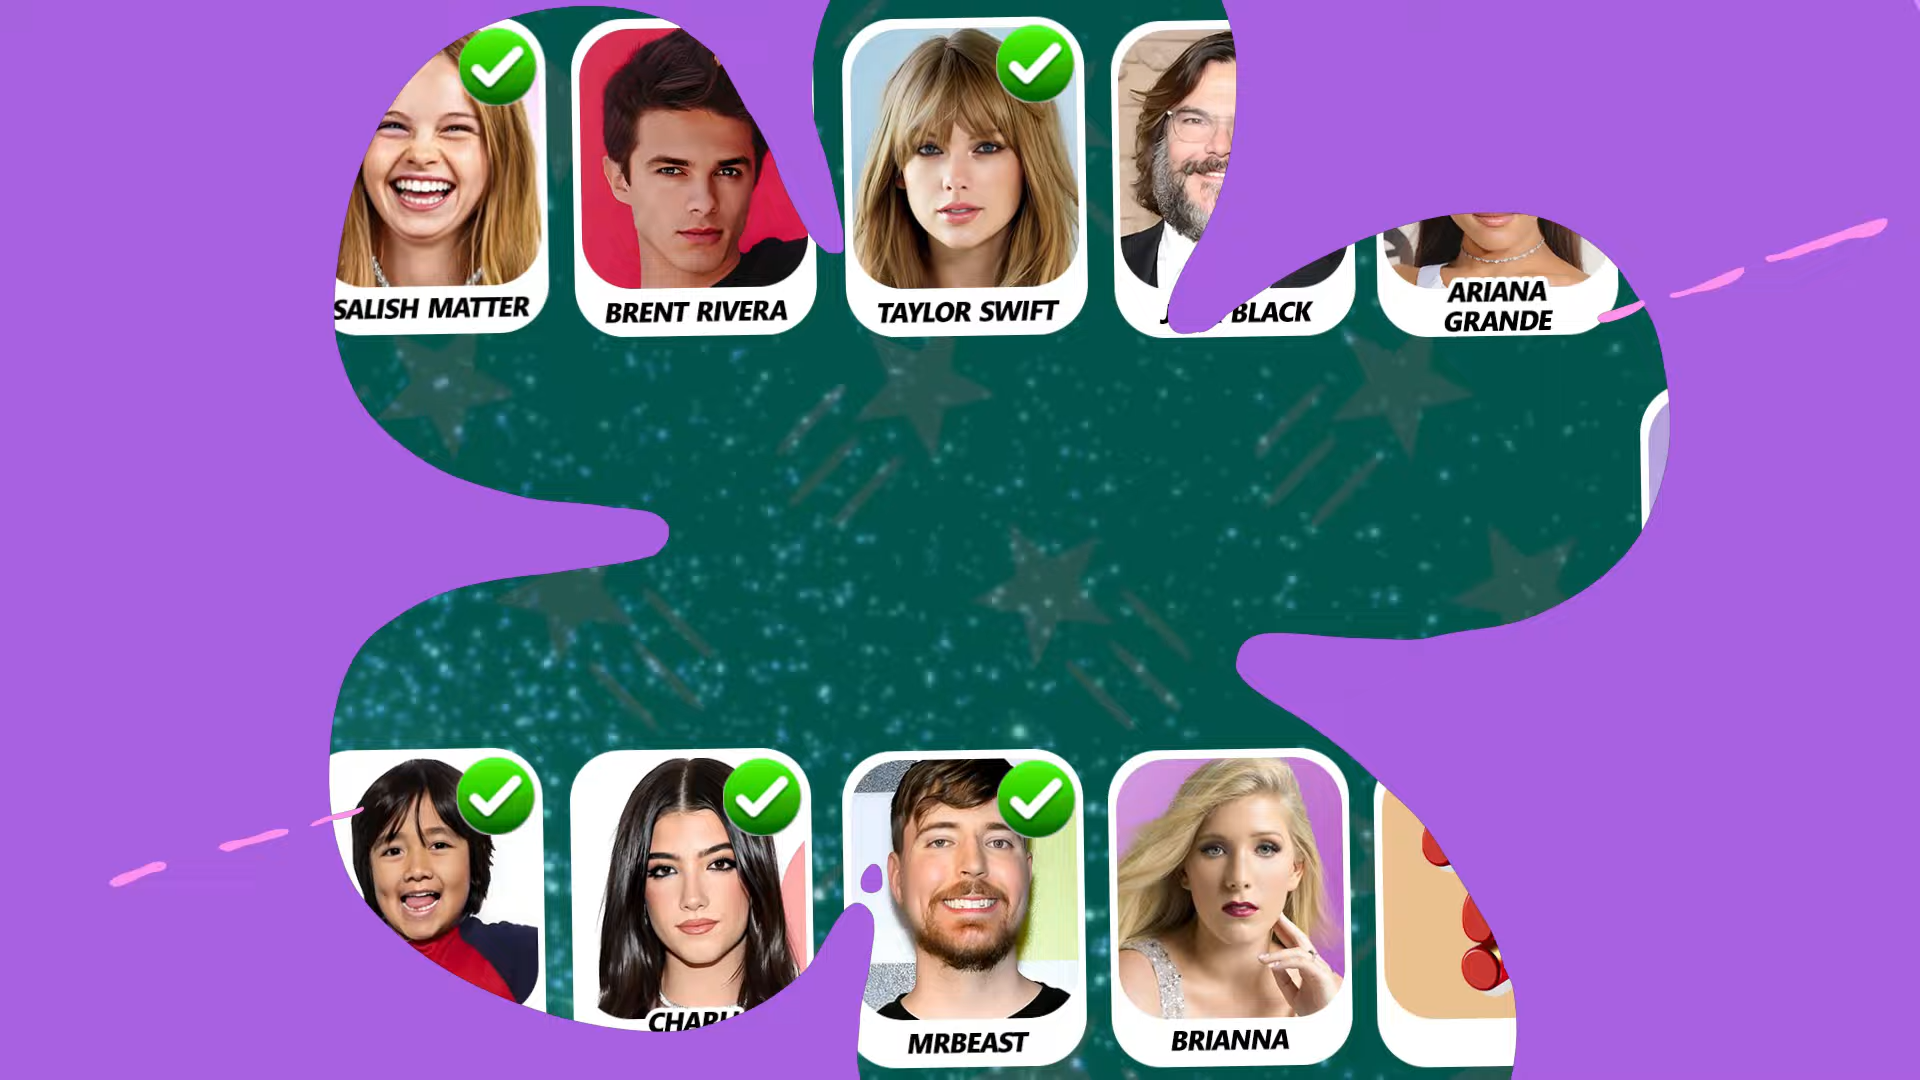 SALISH MATTER
BRENT RIVERA
TAYLOR SWIFT
BLACK
ARIANA
GRANDE
MRBEAST
BRIANNA